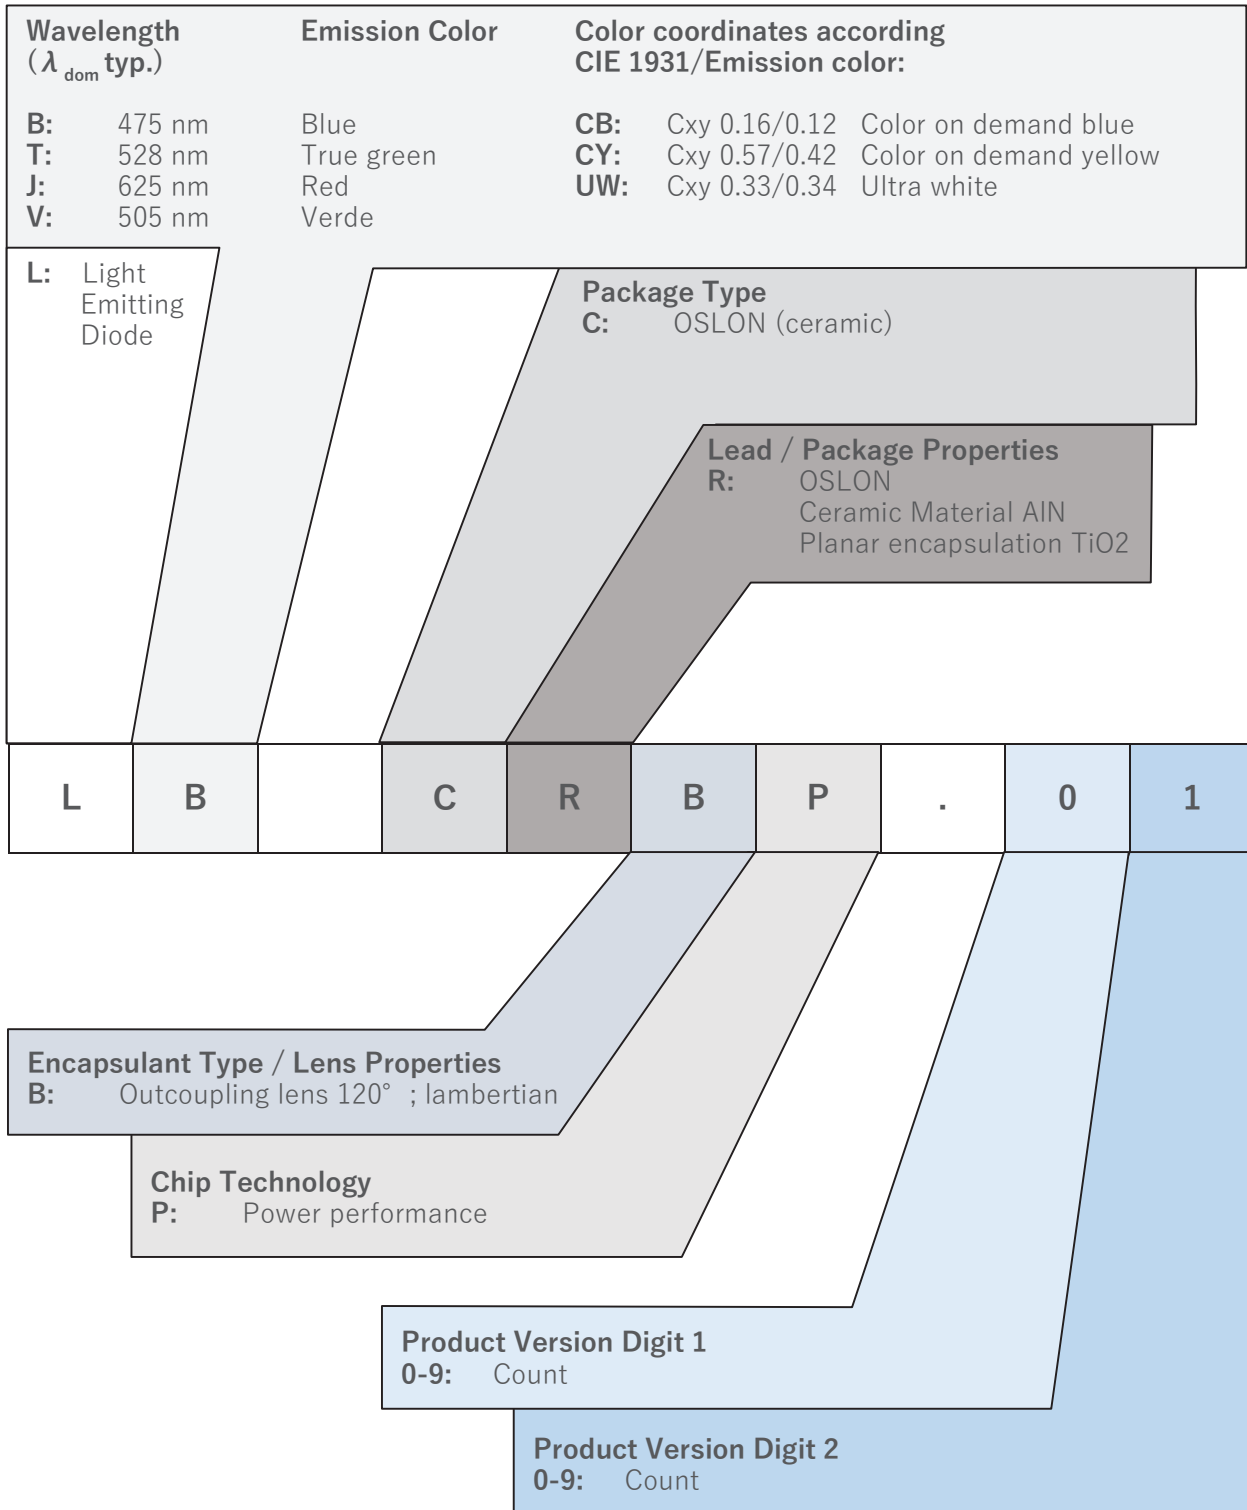 Wavelength Emission Color Color coordinates according
(λ dom typ.) CIE 1931/Emission color:
B: 475 nm Blue CB: Cxy 0.16/0.12 Color on demand blue
T: 528 nm True green CY: Cxy 0.57/0.42 Color on demand yellow
J: 625 nm Red UW: Cxy 0.33/0.34 Ultra white
V: 505 nm Verde
L: Light
Emitting
Diode
Package Type
C: OSLON (ceramic)
Lead / Package Properties
R: OSLON
Ceramic Material AlN
Planar encapsulation TiO2
L B C R B P . 0 1
Encapsulant Type / Lens Properties
B: Outcoupling lens 120° ; lambertian
Chip Technology
P: Power performance
Product Version Digit 1
0-9: Count
Product Version Digit 2
0-9: Count